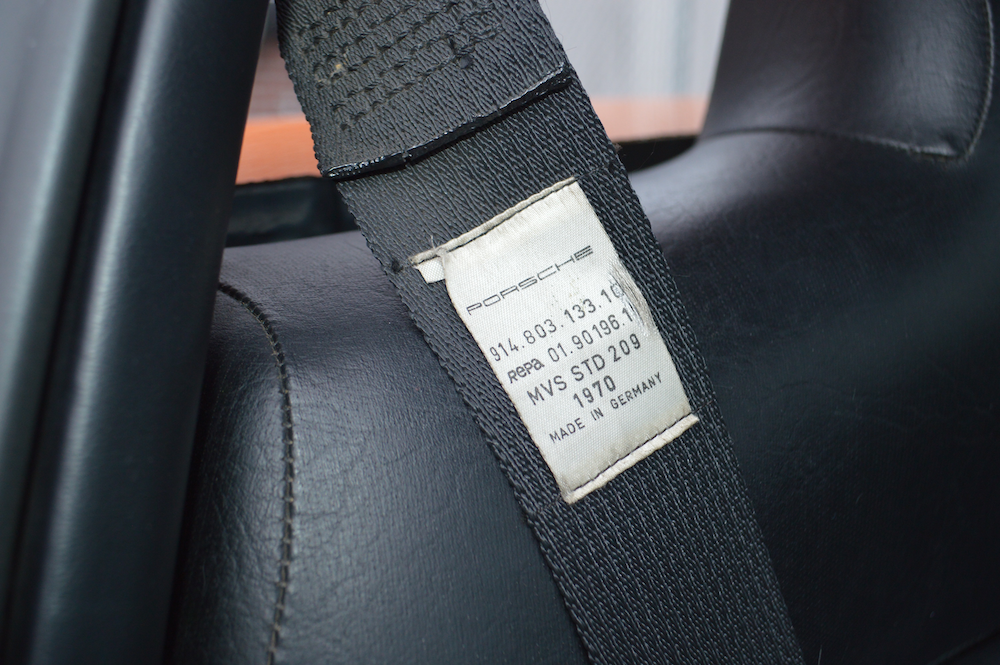 PORSCHE
914.803.133.10
Repa 01.90196.1
MVS STD 209
1970
MADE IN GERMANY